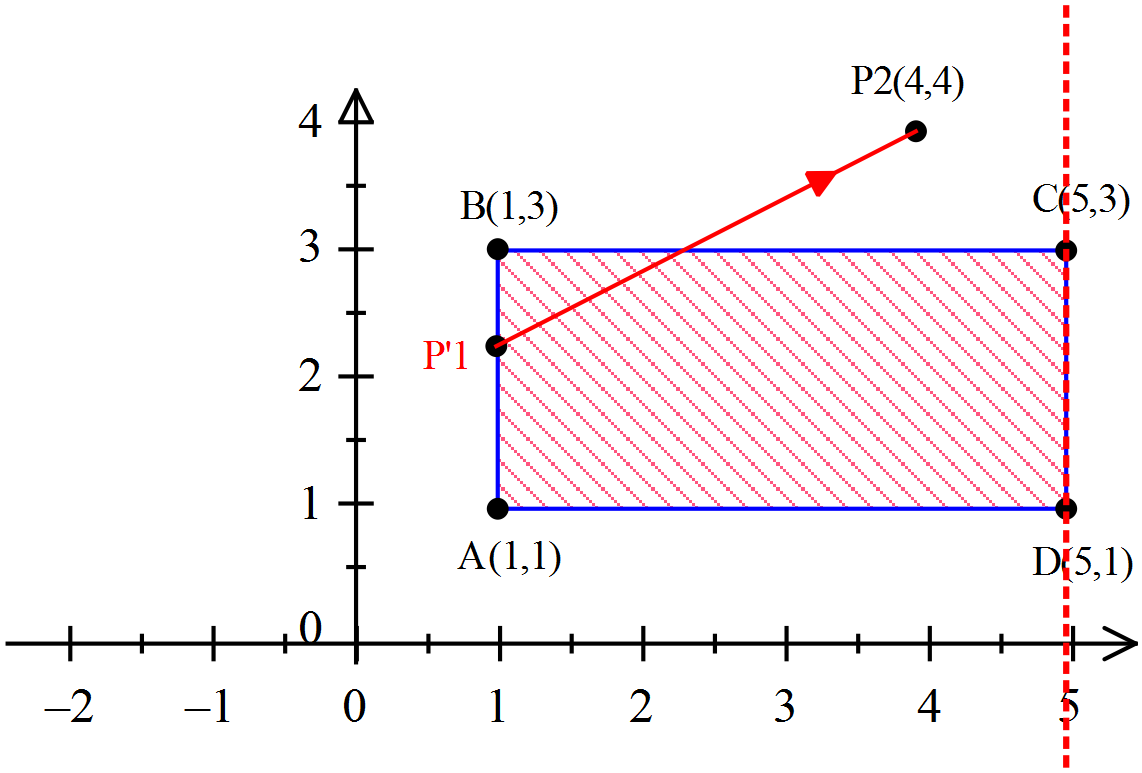 P2(4,4)
4
B(1,3)
C(5,3)
3
P'1
2
1
A(1,1)
D(5,1)
0
–2
–1
0
1
2
3
4
5